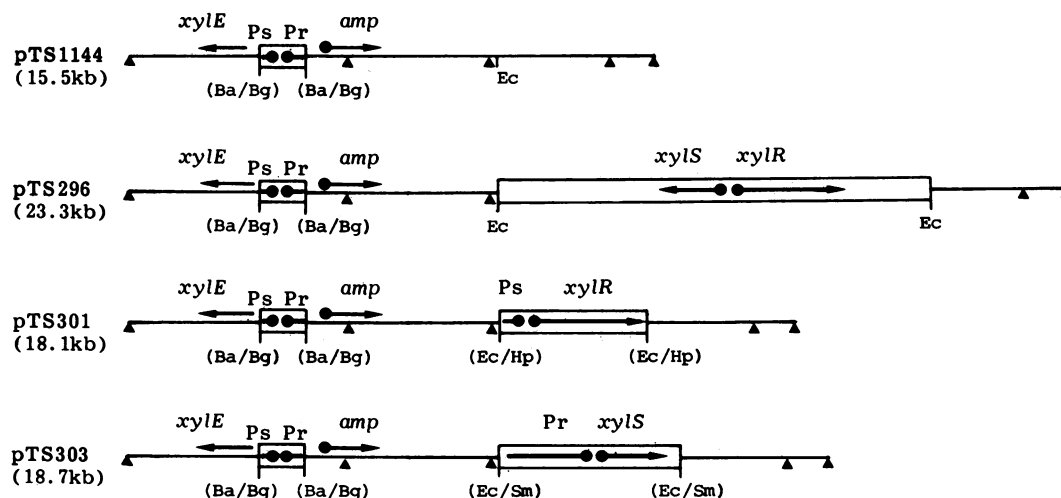 xylE Ps Pr amp
pTS1144
(15.5kb)
(Ba/Bg) (Ba/Bg) Ec
xylE Ps Pr amp xylS xylR
pTS296
(23.3kb)
(Ba/Bg) (Ba/Bg) Ec Ec
xylE Ps Pr amp Ps xylR
pTS301
(18.1kb)
(Ba/Bg) (Ba/Bg) (Ec/Hp) (Ec/Hp)
xylE Ps Pr amp Pr xylS
pTS303
(18.7kb)
(Ba/Bg) (Ba/Bg) (Ec/Sm) (Ec/Sm)